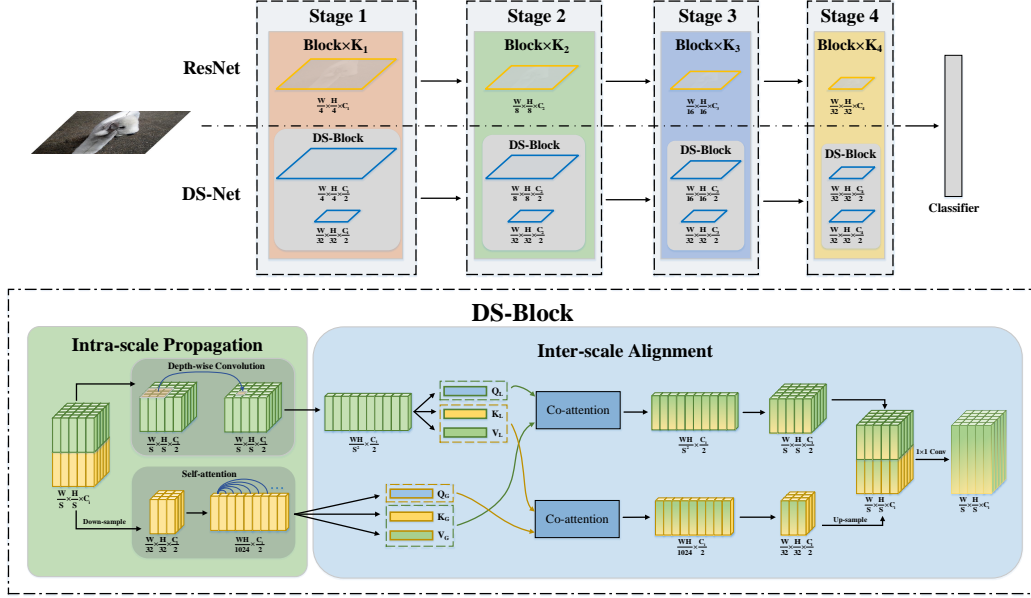 Stage 1
Stage 2
Stage 3
Stage 4
ResNet
Block×K₁
Block×K₂
Block×K₃
Block×K₄
W/4×H/4×C₁
W/8×H/8×C₂
W/16×H/16×C₃
W/32×H/32×C₄
DS-Net
DS-Block
DS-Block
DS-Block
DS-Block
W/4×H/4×C₁/2
W/8×H/8×C₂/2
W/16×H/16×C₃/2
W/32×H/32×C₄/2
W/32×H/32×C₁/2
W/32×H/32×C₂/2
W/32×H/32×C₃/2
W/32×H/32×C₄/2
Classifier
DS-Block
Intra-scale Propagation
Inter-scale Alignment
Depth-wise Convolution
W/S×H/S×Cᵢ/2
W/S×H/S×Cᵢ/2
WH/S²×Cᵢ/2
Q_L
K_L
V_L
Co-attention
WH/S²×Cᵢ/2
W/S×H/S×Cᵢ/2
W/S×H/S×Cᵢ
Self-attention
Down-sample
W/32×H/32×Cᵢ/2
WH/1024×Cᵢ/2
Q_G
K_G
V_G
Co-attention
WH/1024×Cᵢ/2
W/32×H/32×Cᵢ/2
Up-sample
W/S×H/S×Cᵢ
1×1 Conv
W/S×H/S×Cᵢ